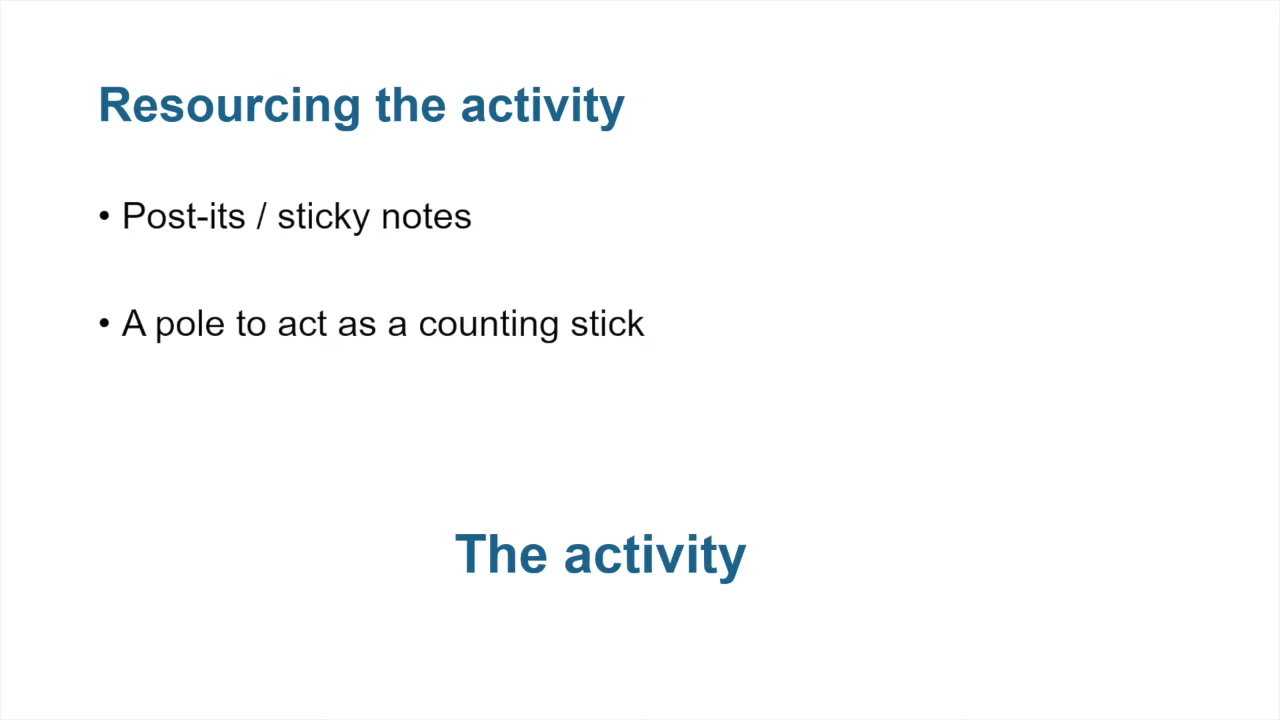 Resourcing the activity
• Post-its / sticky notes
• A pole to act as a counting stick
The activity